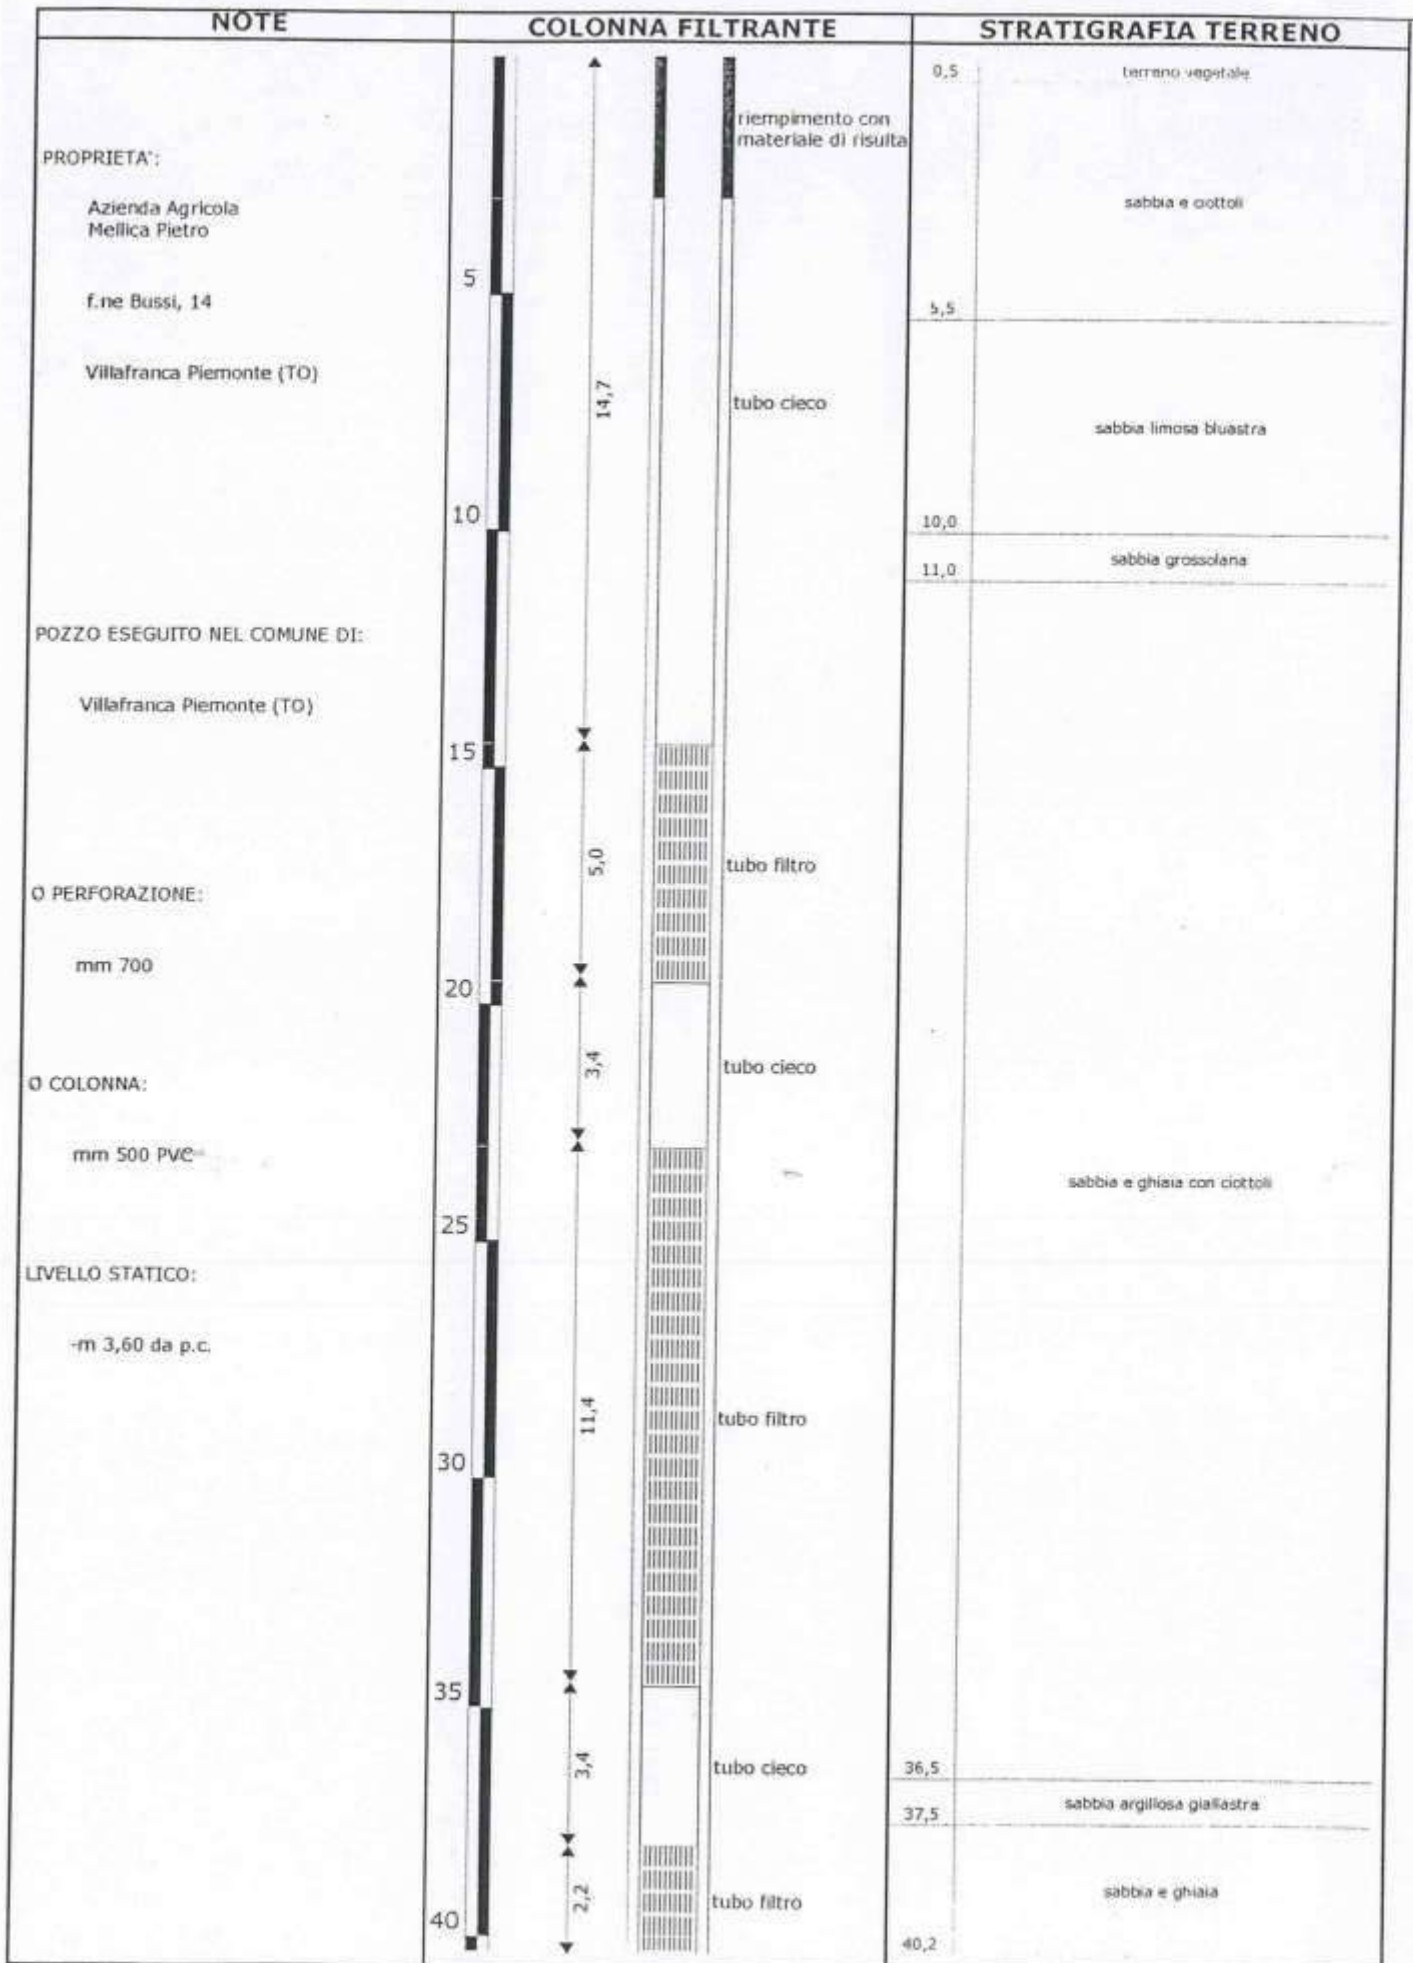 NOTE
PROPRIETA':
Azienda Agricola
Mellica Pietro
f.ne Bussi, 14
Villafranca Piemonte (TO)
POZZO ESEGUITO NEL COMUNE DI:
Villafranca Piemonte (TO)
Ø PERFORAZIONE:
mm 700
Ø COLONNA:
mm 500 PVC
LIVELLO STATICO:
-m 3,60 da p.c.
COLONNA FILTRANTE
5
10
15
20
25
30
35
40
14,7
5,0
3,4
11,4
3,4
2,2
riempimento con
materiale di risulta
tubo cieco
tubo filtro
tubo cieco
tubo filtro
tubo cieco
tubo filtro
STRATIGRAFIA TERRENO
0,5
terreno vegetale
sabbia e ciottoli
5,5
sabbia limosa bluastra
10,0
sabbia grossolana
11,0
sabbia e ghiaia con ciottoli
36,5
sabbia argillosa giallastra
37,5
sabbia e ghiaia
40,2